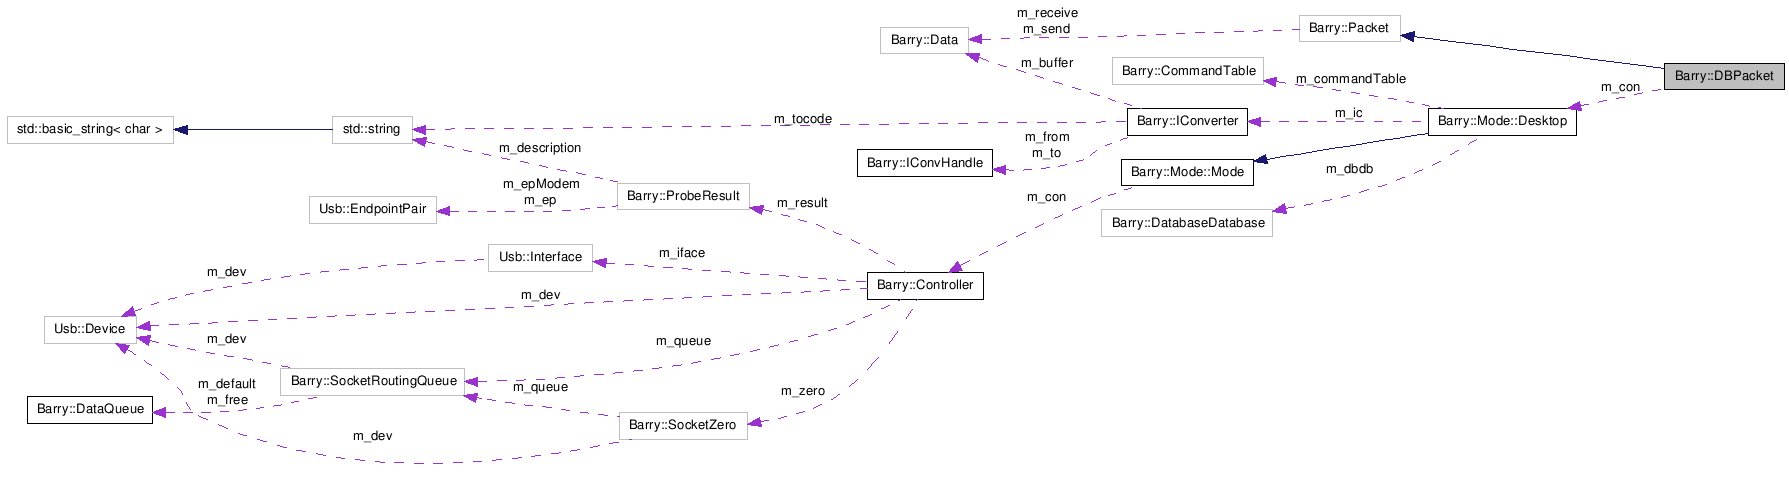 m_receive
m_send
Barry::Packet
Barry::Data
m_buffer
Barry::CommandTable
m_commandTable
Barry::DBPacket
m_con
std::basic_string< char >
std::string
m_tocode
Barry::IConverter
m_ic
Barry::Mode::Desktop
m_description
m_from
m_to
Barry::IConvHandle
Barry::Mode::Mode
m_dbdb
m_epModem
m_ep
Barry::ProbeResult
m_result
m_con
Usb::EndpointPair
Barry::DatabaseDatabase
Usb::Interface
m_iface
m_dev
m_dev
Barry::Controller
Usb::Device
m_dev
m_queue
m_default
m_free
Barry::SocketRoutingQueue
m_queue
m_zero
Barry::DataQueue
Barry::SocketZero
m_dev